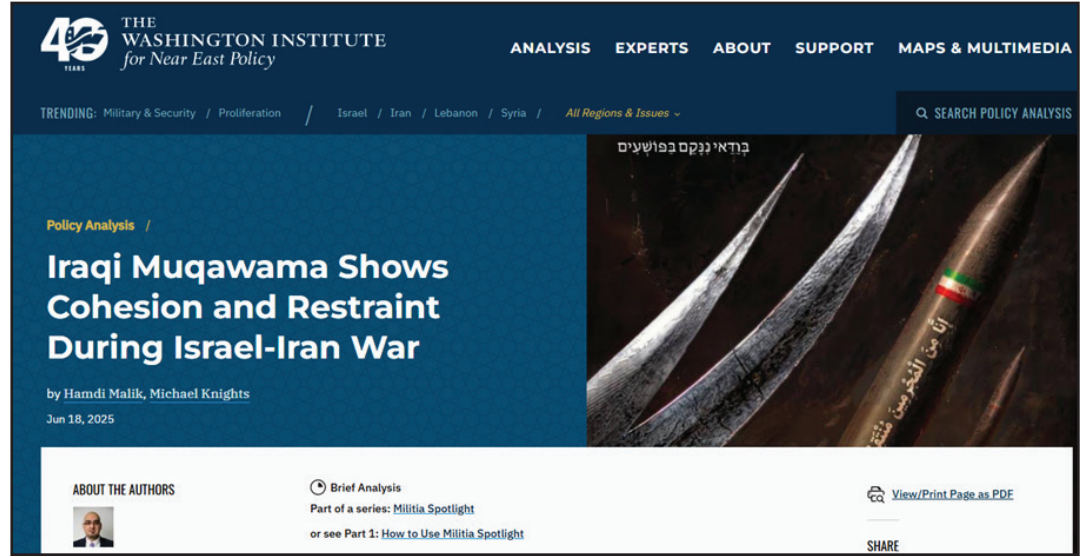 40
YEARS
THE
WASHINGTON INSTITUTE
for Near East Policy
ANALYSIS EXPERTS ABOUT SUPPORT MAPS & MULTIMEDIA
TRENDING: Military & Security / Proliferation / Israel / Iran / Lebanon / Syria / All Regions & Issues
SEARCH POLICY ANALYSIS
בְּוַדַּאי נִנָּקֵם בַּפּוֹשְׁעִים
Policy Analysis /
Iraqi Muqawama Shows
Cohesion and Restraint
During Israel-Iran War
by Hamdi Malik, Michael Knights
Jun 18, 2025
إِنَّا مِنَ الْمُجْرِمِينَ
ABOUT THE AUTHORS
Brief Analysis
Part of a series: Militia Spotlight
or see Part 1: How to Use Militia Spotlight
View/Print Page as PDF
SHARE